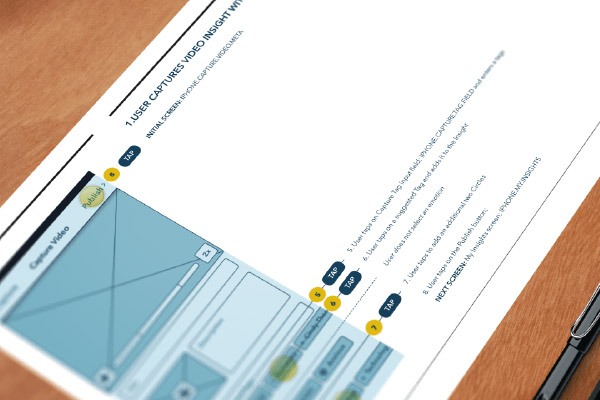 1.USER CAPTURES VIDEO INSIGHT
INITIAL SCREEN: IPHONE.CAPTURE.VIDEO.META
8 TAP
Publish
Capture Video
2x
Description
5 TAP
5. User taps on Capture Tag Input field: IPHONE.CAPTURE.TAG.FIELD and enters a tag
6 TAP
6. User taps on a suggested Tag and adds it to the Insight
User does not select an emotion
7 TAP
7. User taps to add an additional two Circles
8. User taps on the Publish button;
NEXT SCREEN: My Insights screen: IPHONE.MY.INSIGHTS